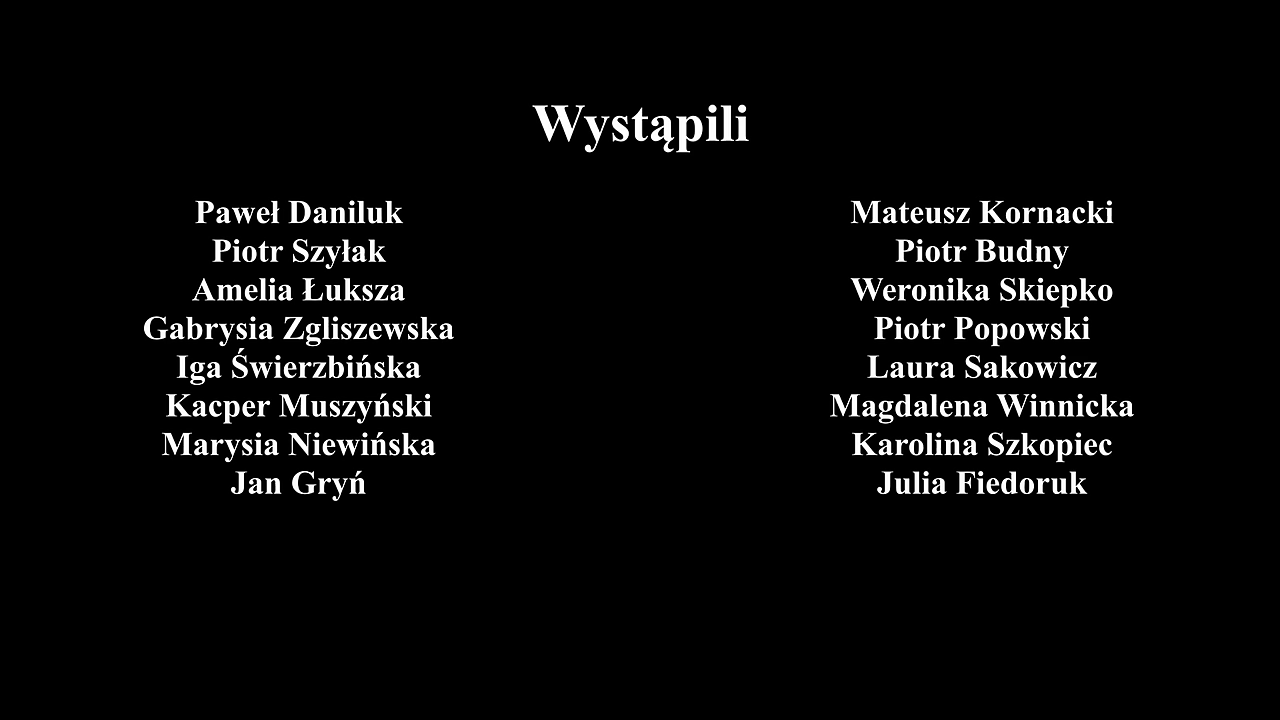 Wystąpili
Paweł Daniluk
Piotr Szyłak
Amelia Łuksza
Gabrysia Zgliszewska
Iga Świerzbińska
Kacper Muszyński
Marysia Niewińska
Jan Gryń
Mateusz Kornacki
Piotr Budny
Weronika Skiepko
Piotr Popowski
Laura Sakowicz
Magdalena Winnicka
Karolina Szkopiec
Julia Fiedoruk